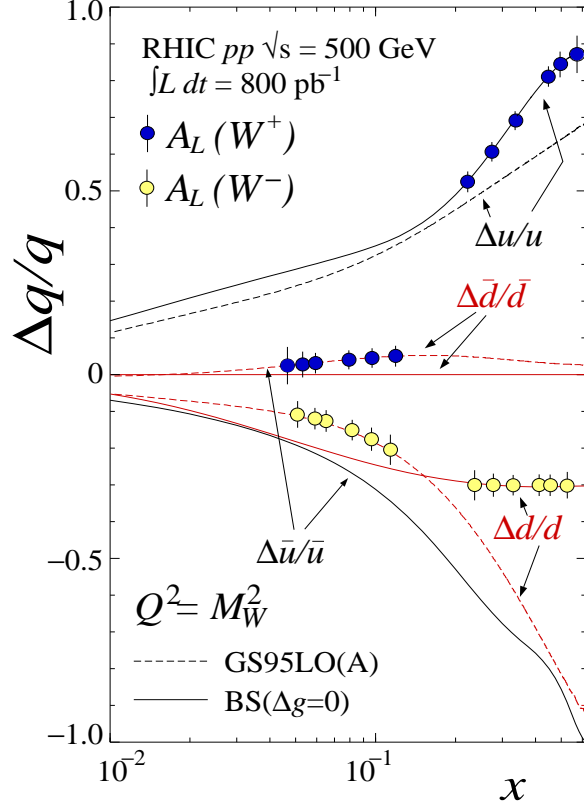 RHIC pp √s = 500 GeV
∫L dt = 800 pb⁻¹
A_L (W⁺)
A_L (W⁻)
Δu/u
Δd̄/d̄
Δū/ū
Δd/d
Q² = M²_W
GS95LO(A)
BS(Δg=0)
Δq/q
1.0
0.5
0
−0.5
−1.0
10⁻²
10⁻¹
x